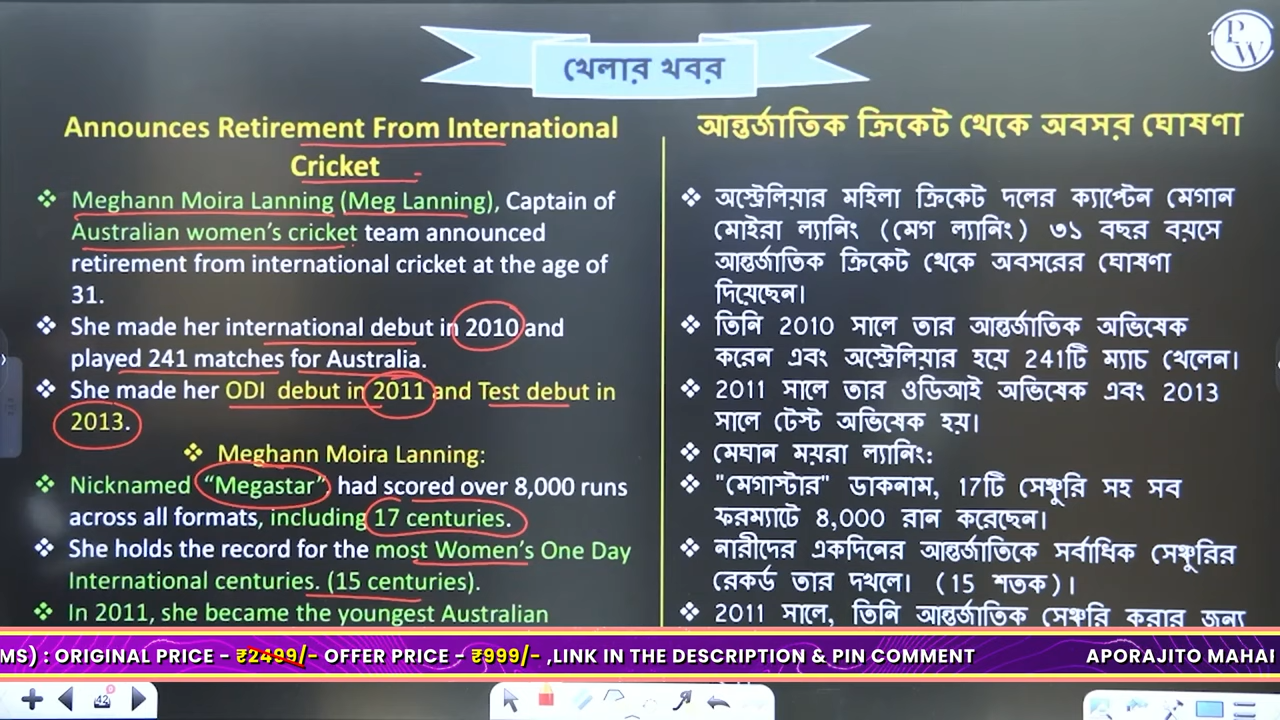 খেলার খবর
PW
Announces Retirement From International
Cricket
❖ Meghann Moira Lanning (Meg Lanning), Captain of
Australian women's cricket team announced
retirement from international cricket at the age of
31.
❖ She made her international debut in 2010 and
played 241 matches for Australia.
❖ She made her ODI debut in 2011 and Test debut in
2013.
❖ Meghann Moira Lanning:
❖ Nicknamed "Megastar", had scored over 8,000 runs
across all formats, including 17 centuries.
❖ She holds the record for the most Women's One Day
International centuries. (15 centuries).
❖ In 2011, she became the youngest Australian
আন্তর্জাতিক ক্রিকেট থেকে অবসর ঘোষণা
❖ অস্ট্রেলিয়ার মহিলা ক্রিকেট দলের ক্যাপ্টেন মেগান
মোইরা ল্যানিং (মেগ ল্যানিং) ৩১ বছর বয়সে
আন্তর্জাতিক ক্রিকেট থেকে অবসরের ঘোষণা
দিয়েছেন।
❖ তিনি 2010 সালে তার আন্তর্জাতিক অভিষেক
করেন এবং অস্ট্রেলিয়ার হয়ে 241টি ম্যাচ খেলেন।
❖ 2011 সালে তার ওডিআই অভিষেক এবং 2013
সালে টেস্ট অভিষেক হয়।
❖ মেঘান ময়রা ল্যানিং:
❖ "মেগাস্টার" ডাকনাম, 17টি সেঞ্চুরি সহ সব
ফরম্যাটে 8,000 রান করেছেন।
❖ নারীদের একদিনের আন্তর্জাতিকে সর্বাধিক সেঞ্চুরির
রেকর্ড তার দখলে। (15 শতক)।
❖ 2011 সালে, তিনি আন্তর্জাতিক সেঞ্চুরি করার জন্য
MS) : ORIGINAL PRICE - ₹2499/- OFFER PRICE - ₹999/- ,LINK IN THE DESCRIPTION & PIN COMMENT APORAJITO MAHAI
42